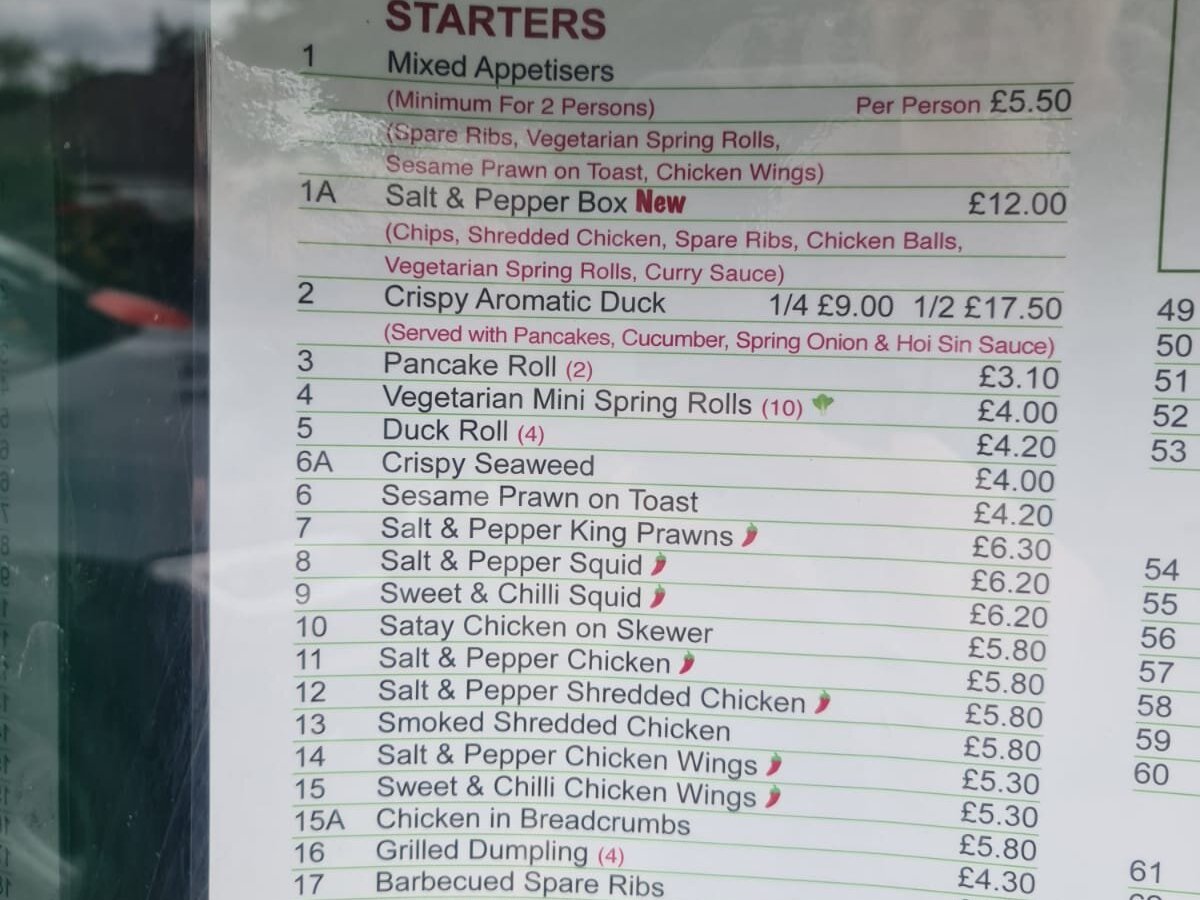 STARTERS
1 Mixed Appetisers
(Minimum For 2 Persons) Per Person £5.50
(Spare Ribs, Vegetarian Spring Rolls,
Sesame Prawn on Toast, Chicken Wings)
1A Salt & Pepper Box New £12.00
(Chips, Shredded Chicken, Spare Ribs, Chicken Balls,
Vegetarian Spring Rolls, Curry Sauce)
2 Crispy Aromatic Duck 1/4 £9.00 1/2 £17.50
(Served with Pancakes, Cucumber, Spring Onion & Hoi Sin Sauce)
3 Pancake Roll (2) £3.10
4 Vegetarian Mini Spring Rolls (10) £4.00
5 Duck Roll (4) £4.20
6A Crispy Seaweed £4.00
6 Sesame Prawn on Toast £4.20
7 Salt & Pepper King Prawns £6.30
8 Salt & Pepper Squid £6.20
9 Sweet & Chilli Squid £6.20
10 Satay Chicken on Skewer £5.80
11 Salt & Pepper Chicken £5.80
12 Salt & Pepper Shredded Chicken £5.80
13 Smoked Shredded Chicken £5.80
14 Salt & Pepper Chicken Wings £5.30
15 Sweet & Chilli Chicken Wings £5.30
15A Chicken in Breadcrumbs £5.80
16 Grilled Dumpling (4) £4.30
17 Barbecued Spare Ribs
49
50
51
52
53
54
55
56
57
58
59
60
61